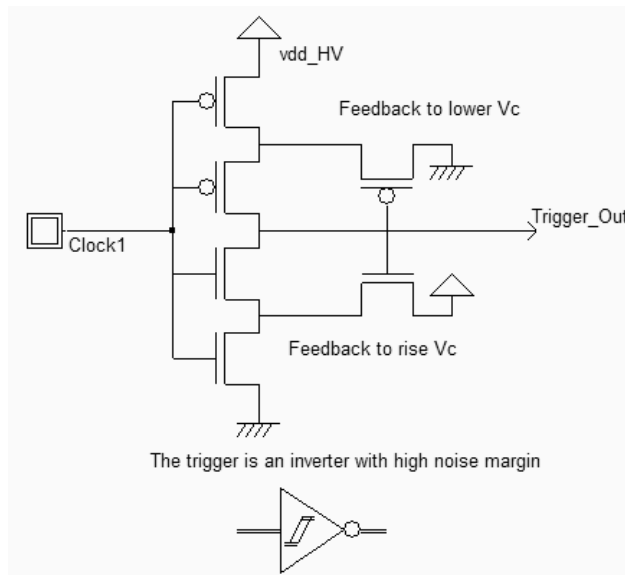 vdd_HV
Feedback to lower Vc
Trigger_Out
Clock1
Feedback to rise Vc
The trigger is an inverter with high noise margin